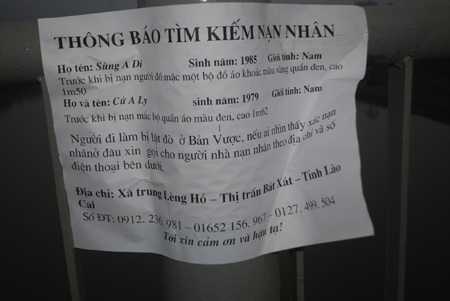 THÔNG BÁO TÌM KIẾM NẠN NHÂN
Họ tên: Sùng A Di Sinh năm: 1985 Giới tính: Nam
Trước khi bị nạn người đó mặc một bộ đồ áo khoác màu vàng quần đen, cao
1m50
Họ và tên: Cứ A Ly sinh năm: 1979 Giới tính: Nam
Trước khi bị nạn mặc bộ quần áo màu đen, cao 1m62
Người đi làm bị lật đò ở Bản Vược, nếu ai nhìn thấy xác nạn
nhân ở đâu xin gọi cho người nhà nạn nhân theo địa chỉ và số
điện thoại bên dưới.
Địa chỉ: Xã trung Lèng Hồ – Thị trấn Bát Xát – Tỉnh Lào
Cai
Số ĐT: 0912. 236.981 – 01652 156.967 – 0127.499.504
Tôi xin cảm ơn và hậu tạ!